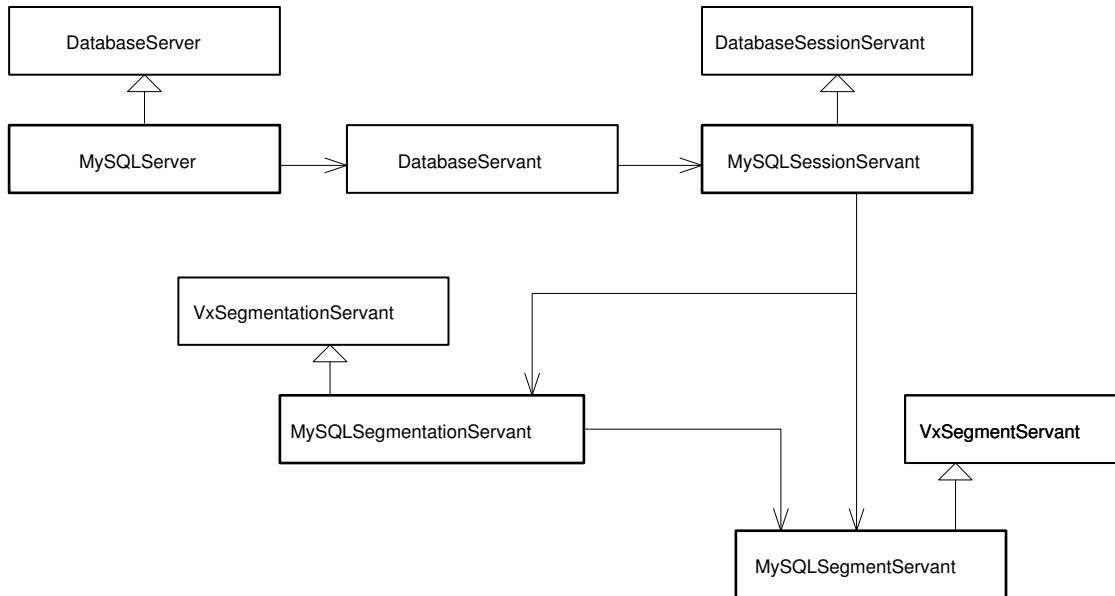 DatabaseServer
DatabaseSessionServant
MySQLServer
DatabaseServant
MySQLSessionServant
VxSegmentationServant
MySQLSegmentationServant
VxSegmentServant
MySQLSegmentServant